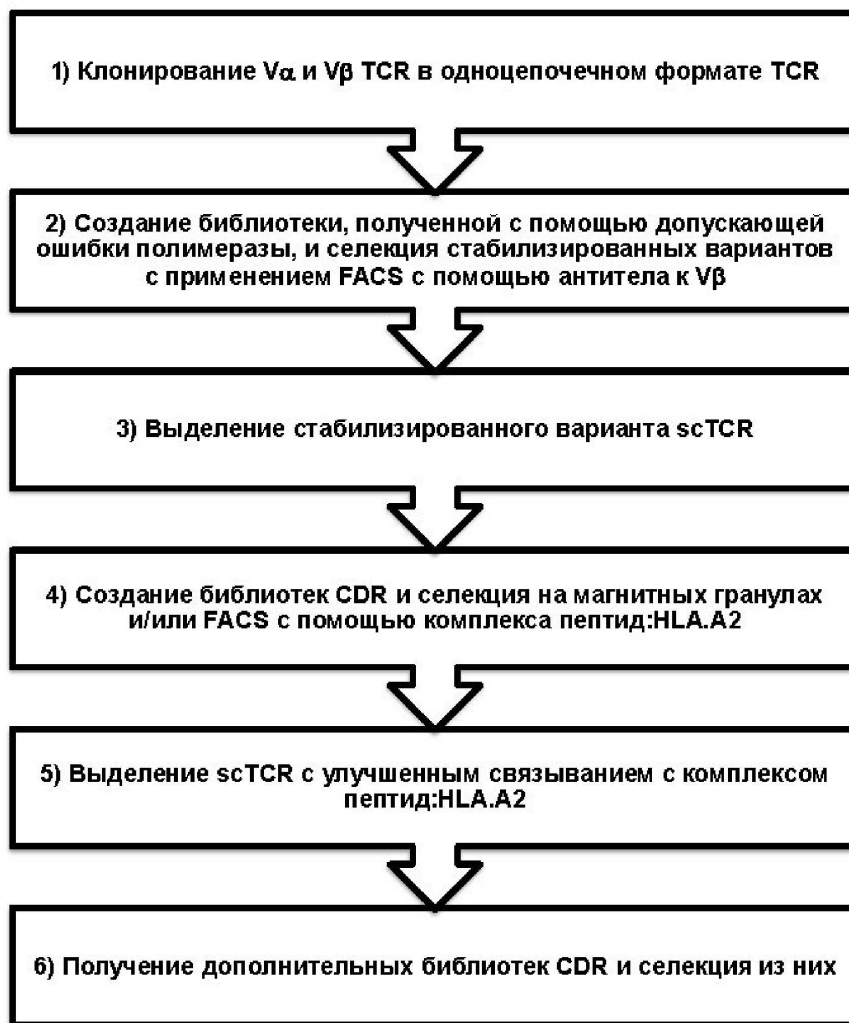 1) Клонирование Vα и Vβ TCR в одноцепочечном формате TCR
2) Создание библиотеки, полученной с помощью допускающей
ошибки полимеразы, и селекция стабилизированных вариантов
с применением FACS с помощью антитела к Vβ
3) Выделение стабилизированного варианта scTCR
4) Создание библиотек CDR и селекция на магнитных гранулах
и/или FACS с помощью комплекса пептид:HLA.A2
5) Выделение scTCR с улучшенным связыванием с комплексом
пептид:HLA.A2
6) Получение дополнительных библиотек CDR и селекция из них